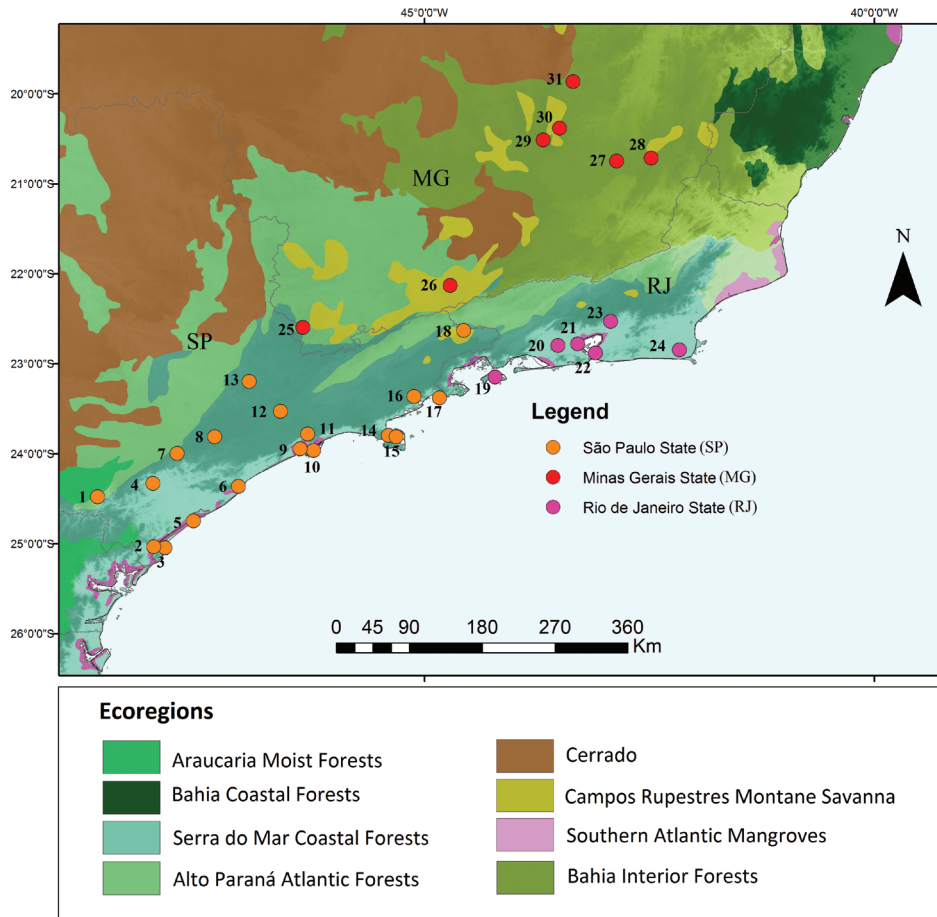 45°0'0"W
40°0'0"W
20°0'0"S
21°0'0"S
22°0'0"S
23°0'0"S
24°0'0"S
25°0'0"S
26°0'0"S
31
30
29
28
27
MG
N
26
RJ
25
SP
18
23
21
20
24
22
13
19
16
17
12
Legend
São Paulo State (SP)
Minas Gerais State (MG)
Rio de Janeiro State (RJ)
11
14
8
9
10
15
7
4
6
1
5
2
3
0 45 90 180 270 360
Km
Ecoregions
Araucaria Moist Forests
Bahia Coastal Forests
Serra do Mar Coastal Forests
Alto Paraná Atlantic Forests
Cerrado
Campos Rupestres Montane Savanna
Southern Atlantic Mangroves
Bahia Interior Forests